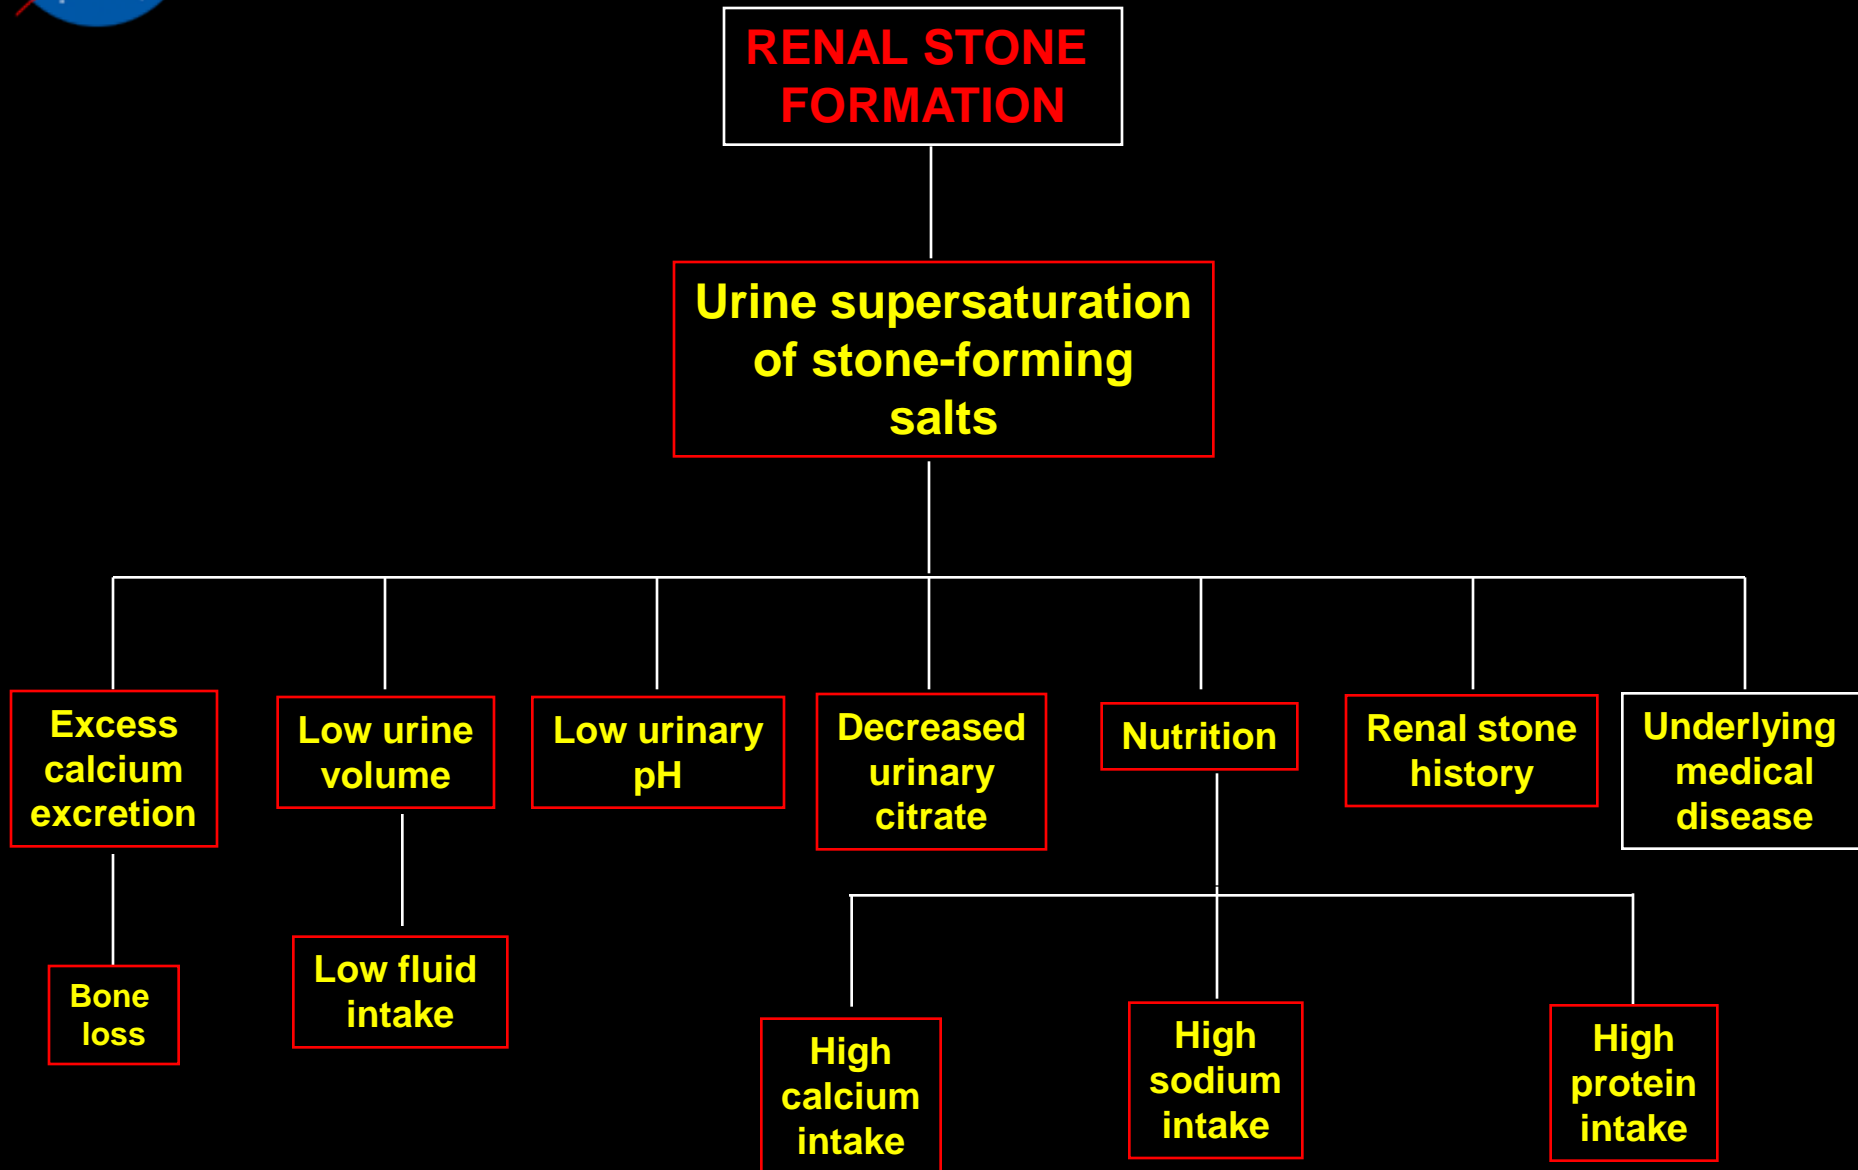 RENAL STONE
FORMATION
Urine supersaturation
of stone-forming
salts
Excess
calcium
excretion
Low urine
volume
Low urinary
pH
Decreased
urinary
citrate
Nutrition
Renal stone
history
Underlying
medical
disease
Bone
loss
Low fluid
intake
High
calcium
intake
High
sodium
intake
High
protein
intake